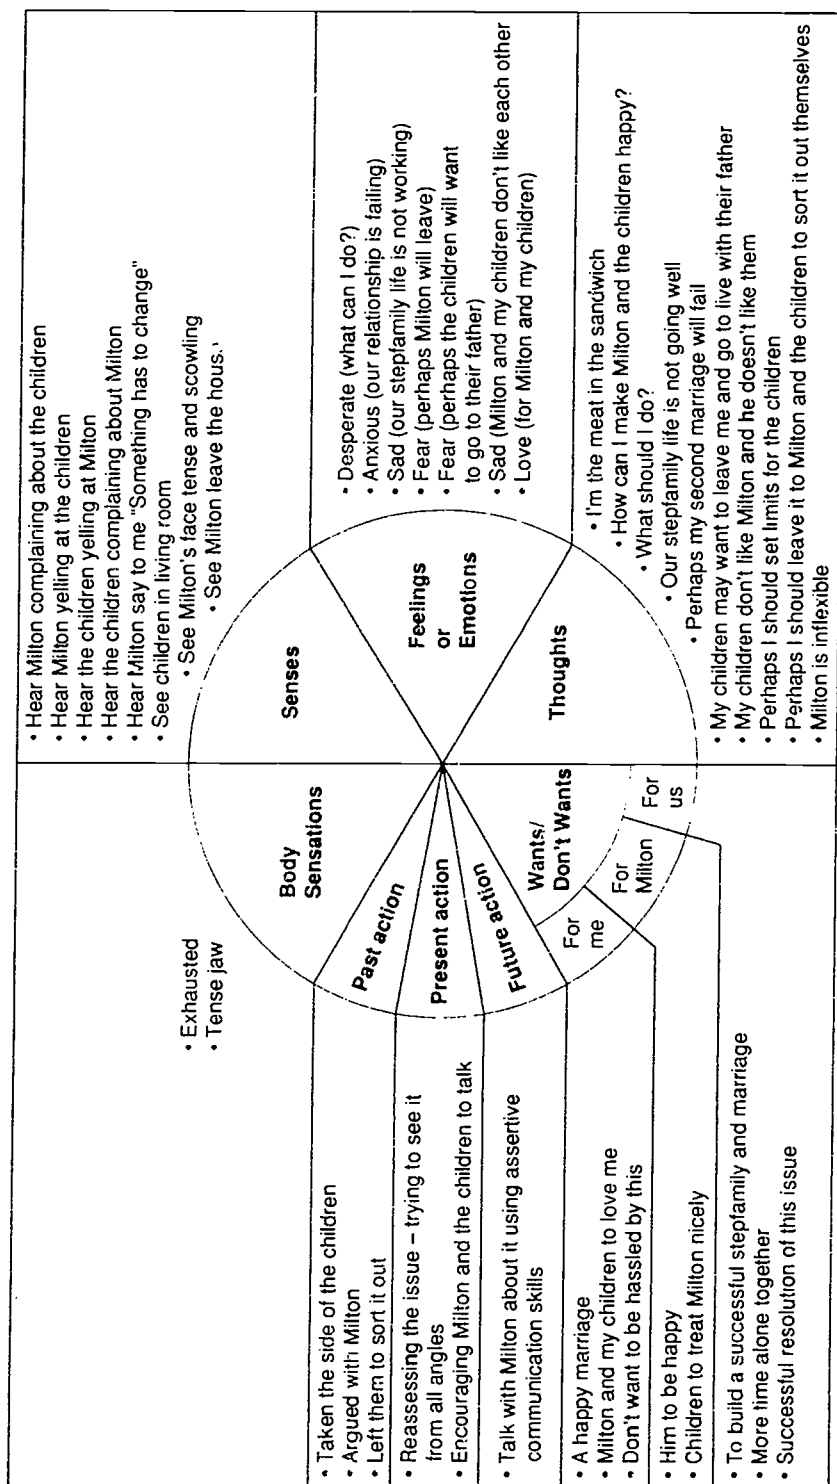 • Hear Milton complaining about the children
• Hear Milton yelling at the children
• Hear the children yelling at Milton
• Hear the children complaining about Milton
• Hear Milton say to me "Something has to change"
• See children in living room
• See Milton's face tense and scowling
• See Milton leave the hous.
Senses
• Desperate (what can I do?)
• Anxious (our relationship is failing)
• Sad (our stepfamily life is not working)
• Fear (perhaps Milton will leave)
• Fear (perhaps the children will want
to go to their father)
• Sad (Milton and my children don't like each other
• Love (for Milton and my children)
Feelings
or
Emotions
Thoughts
• I'm the meat in the sandwich
• How can I make Milton and the children happy?
• What should I do?
• Our stepfamily life is not going well
• Perhaps my second marriage will fail
• My children may want to leave me and go to live with their father
• My children don't like Milton and he doesn't like them
• Perhaps I should set limits for the children
• Perhaps I should leave it to Milton and the children to sort it out themselves
• Milton is inflexible
Body
Sensations
• Exhausted
• Tense jaw
Past action
• Taken the side of the children
• Argued with Milton
• Left them to sort it out
Present action
• Reassessing the issue – trying to see it
from all angles
• Encouraging Milton and the children to talk
Future action
• Talk with Milton about it using assertive
communication skills
Wants/
Don't Wants
For
me
For
Milton
For
us
• A happy marriage
• Milton and my children to love me
• Don't want to be hassled by this
• Him to be happy
• Children to treat Milton nicely
• To build a successful stepfamily and marriage
• More time alone together
• Successful resolution of this issue